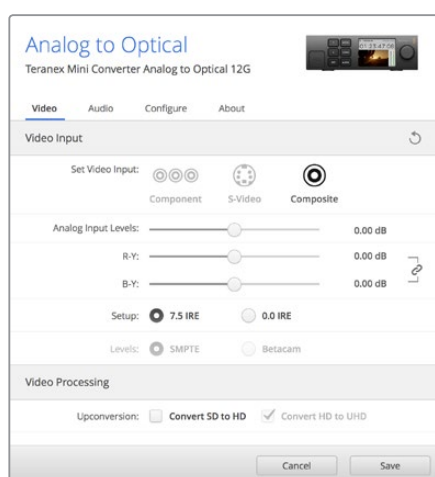 Analog to Optical
Teranex Mini Converter Analog to Optical 12G
Video Audio Configure About
Video Input
Set Video Input:
Component S-Video Composite
Analog Input Levels: 0.00 dB
R-Y: 0.00 dB
B-Y: 0.00 dB
Setup: 7.5 IRE 0.0 IRE
Levels: SMPTE Betacam
Video Processing
Upconversion: Convert SD to HD Convert HD to UHD
Cancel Save